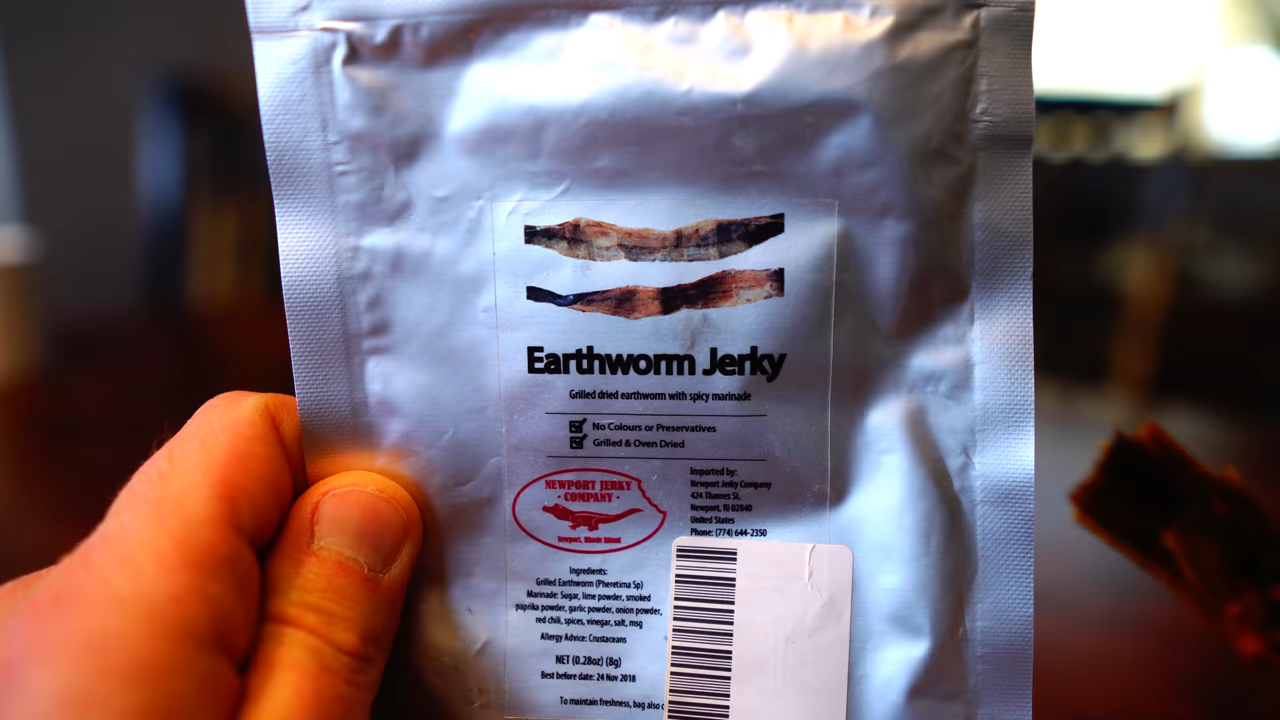 Earthworm Jerky
Grilled dried earthworm with spicy marinade
No Colours or Preservatives
Grilled & Oven Dried
NEWPORT JERKY
· COMPANY ·
Newport, Rhode Island
Imported by:
Newport Jerky Company
424 Thames St,
Newport, RI 02840
United States
Phone: (774) 644-2350
Ingredients:
Grilled Earthworm (Pheretima Sp)
Marinade: Sugar, lime powder, smoked
paprika powder, garlic powder, onion powder,
red chili, spices, vinegar, salt, msg
Allergy Advice: Crustaceans
NET (0.28oz) (8g)
Best before date: 24 Nov 2018
To maintain freshness, bag also